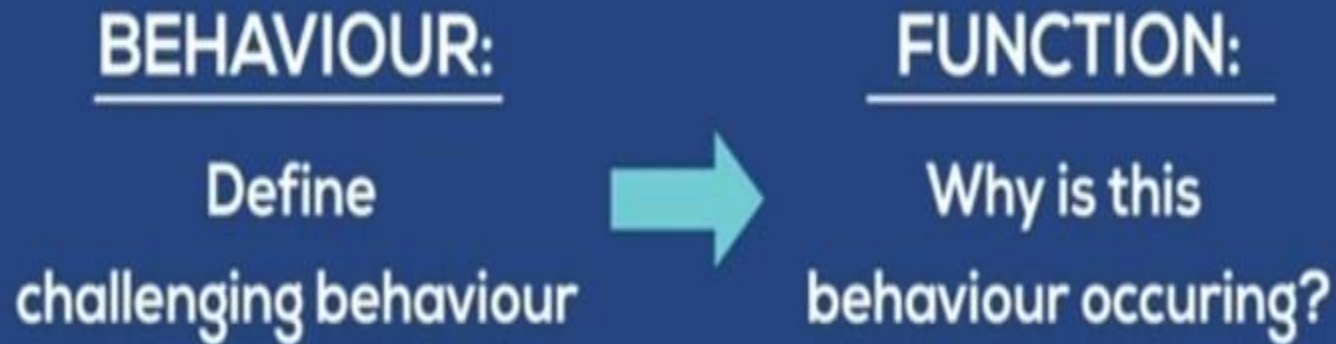 BEHAVIOUR:
Define
challenging behaviour
FUNCTION:
Why is this
behaviour occuring?